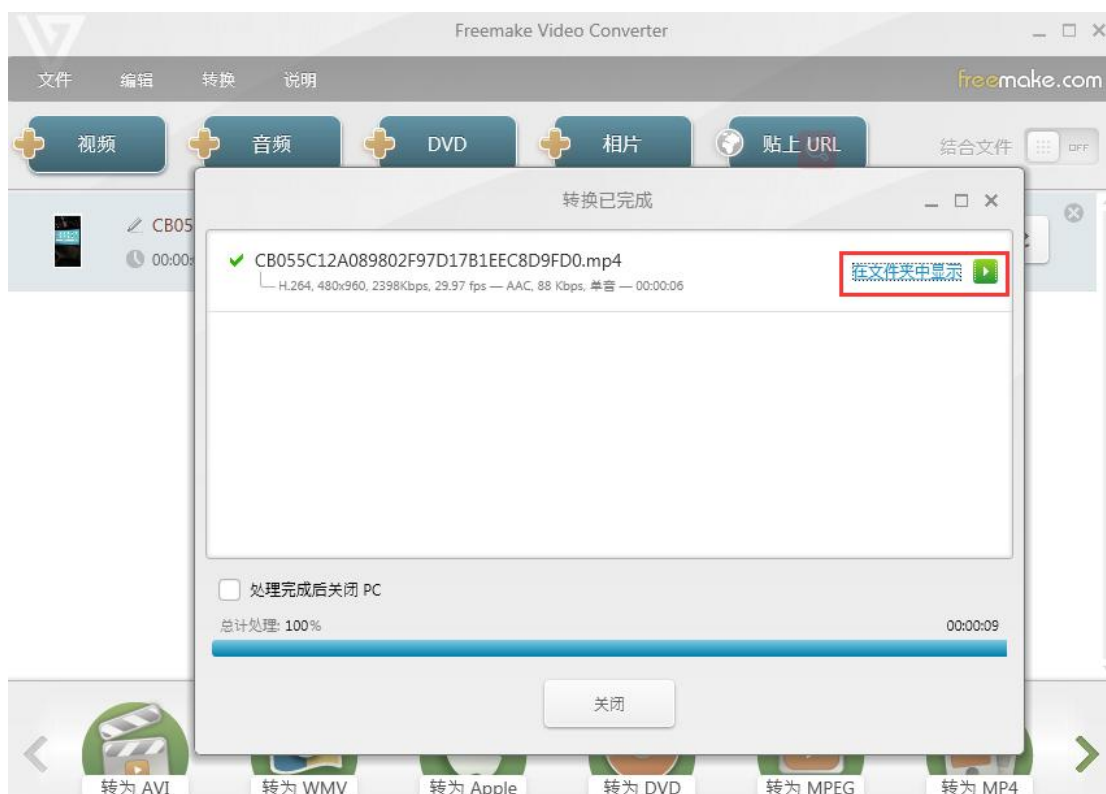 Freemake Video Converter
文件 编辑 转换 说明 freemake.com
视频 音频 DVD 相片 贴上 URL 结合文件 OFF
转换已完成
CB05
00:00:
CB055C12A089802F97D17B1EEC8D9FD0.mp4
H.264, 480x960, 2398Kbps, 29.97 fps — AAC, 88 Kbps, 单音 — 00:00:06
在文件夹中显示
处理完成后关闭 PC
总计处理: 100% 00:00:09
关闭
转为 AVI 转为 WMV 转为 Apple 转为 DVD 转为 MPEG 转为 MP4